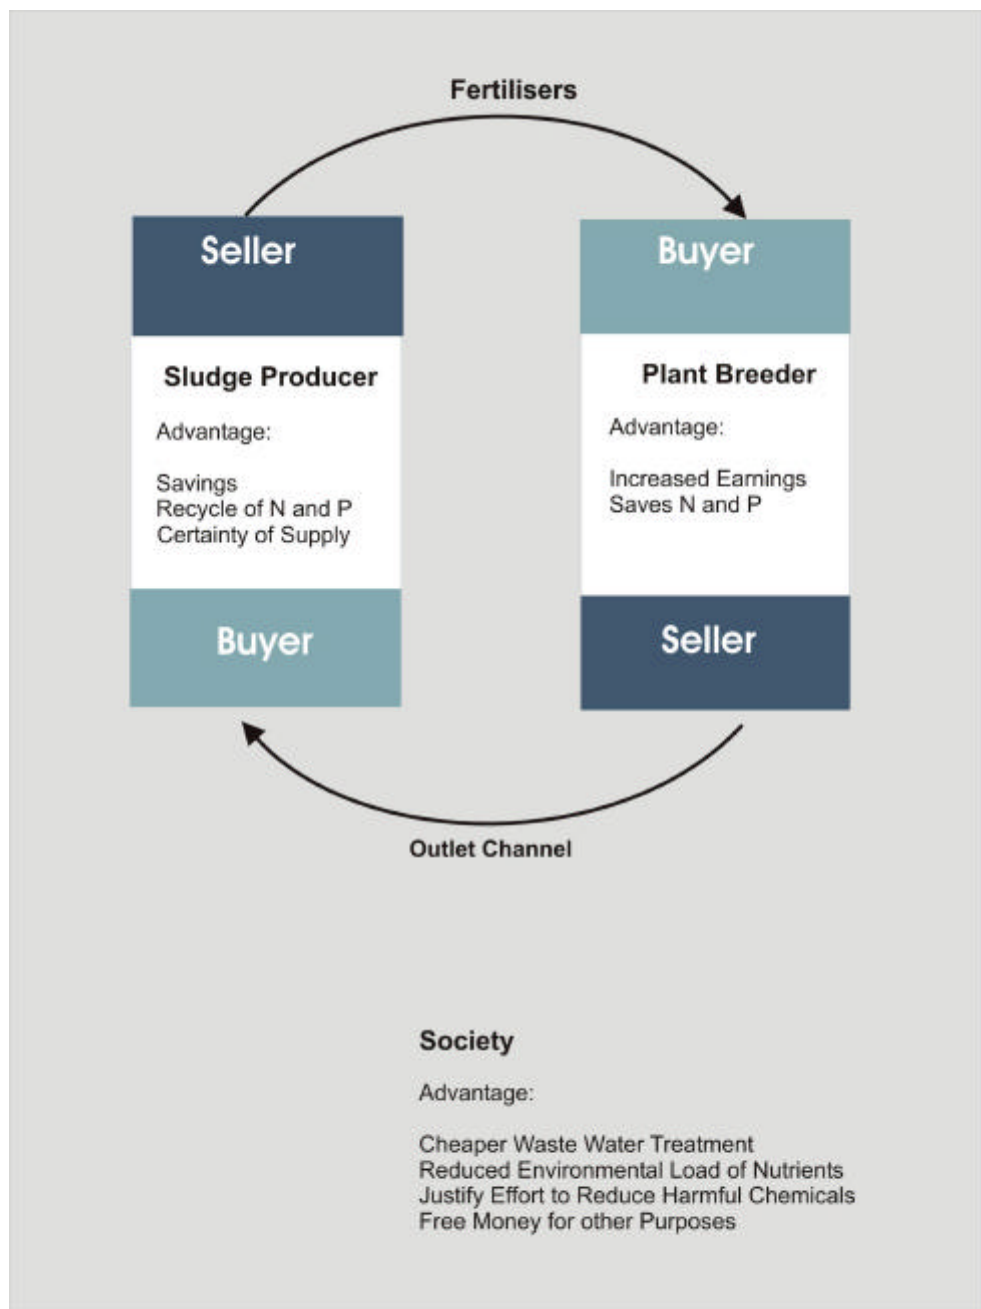 Fertilisers
Seller
Sludge Producer
Advantage:
Savings
Recycle of N and P
Certainty of Supply
Buyer
Buyer
Plant Breeder
Advantage:
Increased Earnings
Saves N and P
Seller
Outlet Channel
Society
Advantage:
Cheaper Waste Water Treatment
Reduced Environmental Load of Nutrients
Justify Effort to Reduce Harmful Chemicals
Free Money for other Purposes